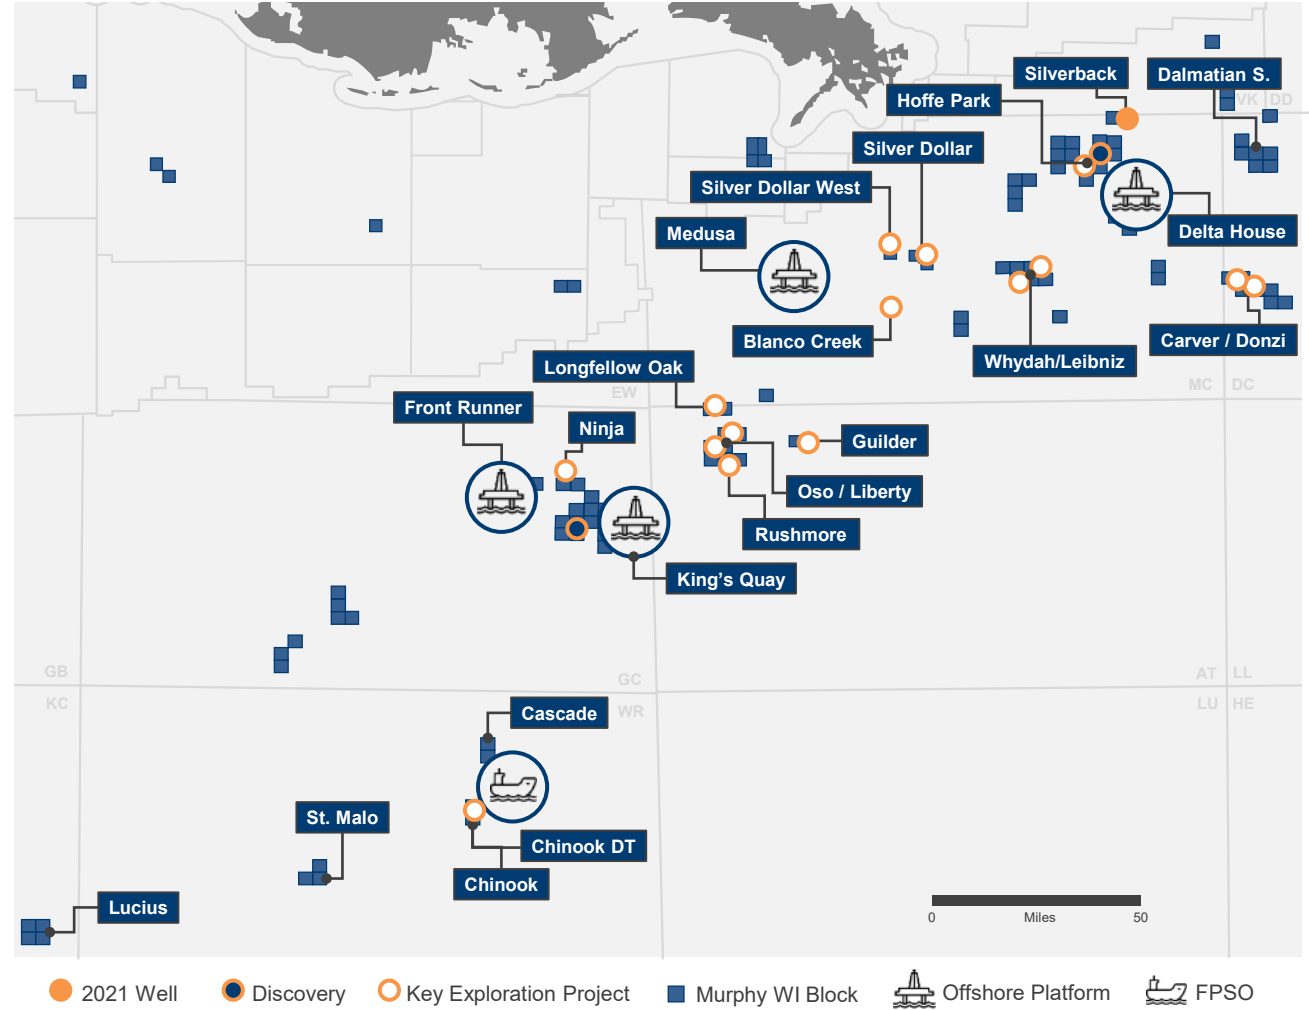 Silverback
Dalmatian S.
Hoffe Park
VK DD
Silver Dollar
Silver Dollar West
Medusa
Delta House
Blanco Creek
Carver / Donzi
Whydah/Leibniz
Longfellow Oak
EW
MC DC
Front Runner
Ninja
Guilder
Oso / Liberty
Rushmore
King’s Quay
GB
GC
AT LL
KC
WR
LU HE
Cascade
St. Malo
Chinook DT
Chinook
Lucius
0 Miles 50
2021 Well
Discovery
Key Exploration Project
Murphy WI Block
Offshore Platform
FPSO